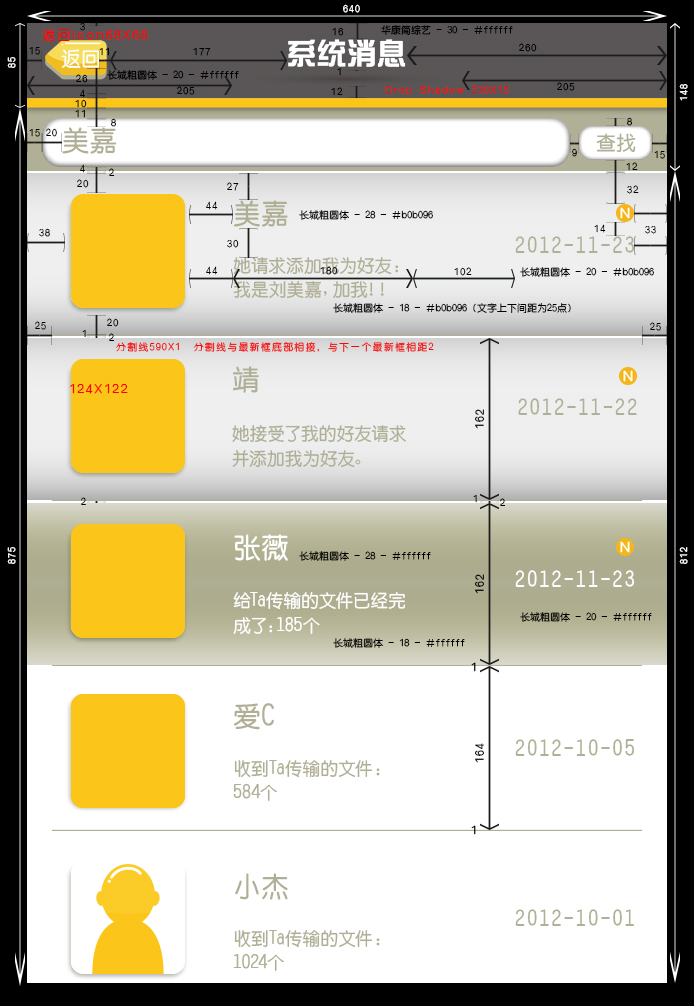 640
3
返回icon68X68
16
华康简综艺 - 30 - #ffffff
15
返回
11
177
系统消息
260
85
26
长城粗圆体 - 20 - #ffffff
1
205
4
12
Drop Shadow 236X15
205
148
10
11
8
8
15
20
美嘉
9
查找
15
4
2
12
20
27
32
44
美嘉
长城粗圆体 - 28 - #b0b096
N
38
30
14
33
2012-11-23
她请求添加我为好友:
44
180
102
长城粗圆体 - 20 - #b0b096
我是刘美嘉,加我!!
长城粗圆体 - 18 - #b0b096 (文字上下间距为25点)
25
20
25
1
2
分割线590X1 分割线与最新框底部相接、与下一个最新框相距2
124X122
靖
N
162
2012-11-22
她接受了我的好友请求
并添加我为好友。
2
1
2
875
812
张薇
长城粗圆体 - 28 - #ffffff
N
162
2012-11-23
给Ta传输的文件已经完
成了:185个
长城粗圆体 - 20 - #ffffff
长城粗圆体 - 18 - #ffffff
1
爱C
164
2012-10-05
收到Ta传输的文件:
584个
1
小杰
2012-10-01
收到Ta传输的文件:
1024个